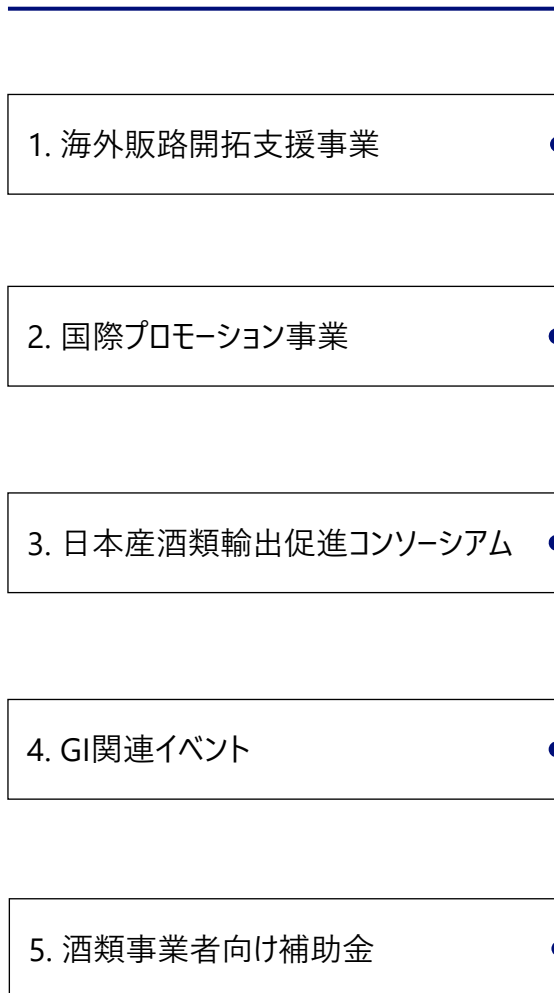 1. 海外販路開拓支援事業
2. 国際プロモーション事業
3. 日本産酒類輸出促進コンソーシアム
4. GI関連イベント
5. 酒類事業者向け補助金